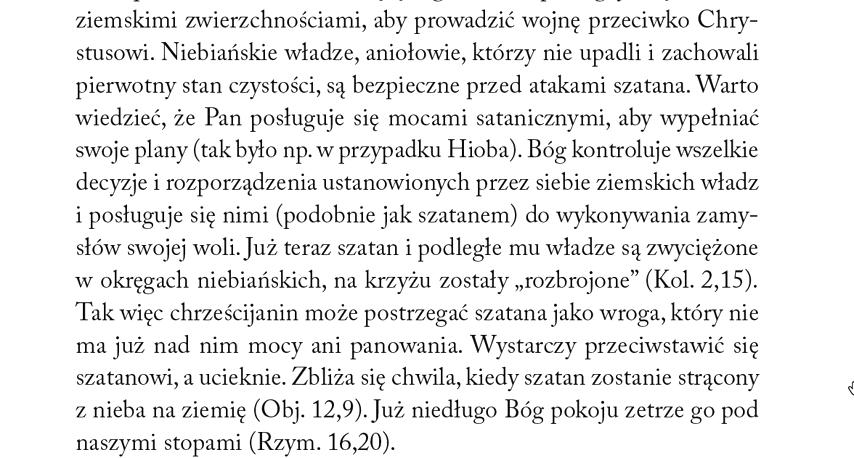 ziemskimi zwierzchnościami, aby prowadzić wojnę przeciwko Chry-
stusowi. Niebiańskie władze, aniołowie, którzy nie upadli i zachowali
pierwotny stan czystości, są bezpieczne przed atakami szatana. Warto
wiedzieć, że Pan posługuje się mocami satanicznymi, aby wypełniać
swoje plany (tak było np. w przypadku Hioba). Bóg kontroluje wszelkie
decyzje i rozporządzenia ustanowionych przez siebie ziemskich władz
i posługuje się nimi (podobnie jak szatanem) do wykonywania zamy-
słów swojej woli. Już teraz szatan i podległe mu władze są zwyciężone
w okręgach niebiańskich, na krzyżu zostały „rozbrojone” (Kol. 2,15).
Tak więc chrześcijanin może postrzegać szatana jako wroga, który nie
ma już nad nim mocy ani panowania. Wystarczy przeciwstawić się
szatanowi, a ucieknie. Zbliża się chwila, kiedy szatan zostanie strącony
z nieba na ziemię (Obj. 12,9). Już niedługo Bóg pokoju zetrze go pod
naszymi stopami (Rzym. 16,20).